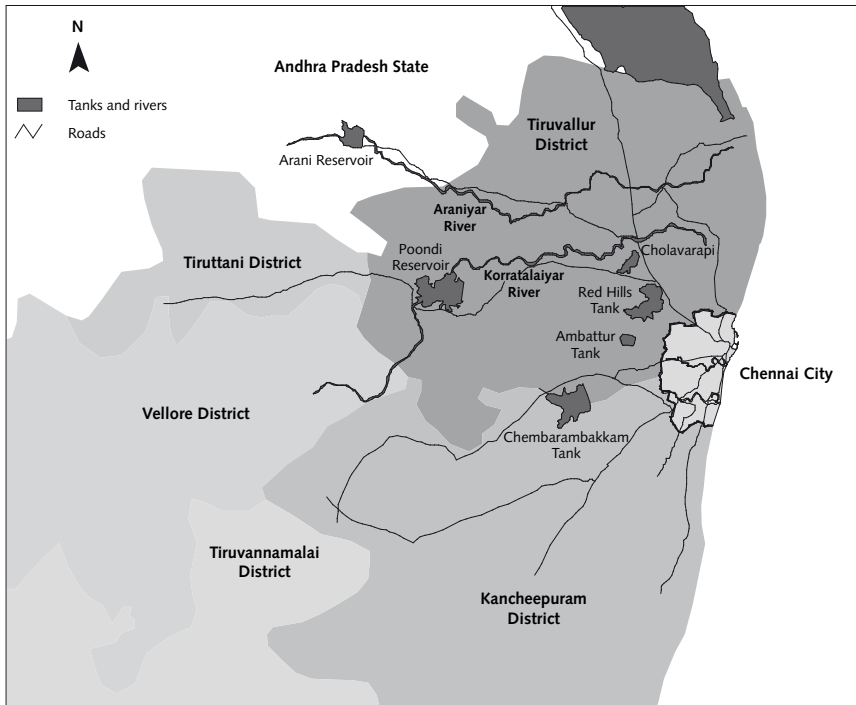 N
Andhra Pradesh State
Tanks and rivers
Roads
Tiruvallur
District
Arani Reservoir
Araniyar
River
Poondi
Reservoir
Cholavarapi
Tiruttani District
Korratalaiyar
River
Red Hills
Tank
Ambattur
Tank
Chennai City
Vellore District
Chembarambakkam
Tank
Tiruvannamalai
District
Kancheepuram
District